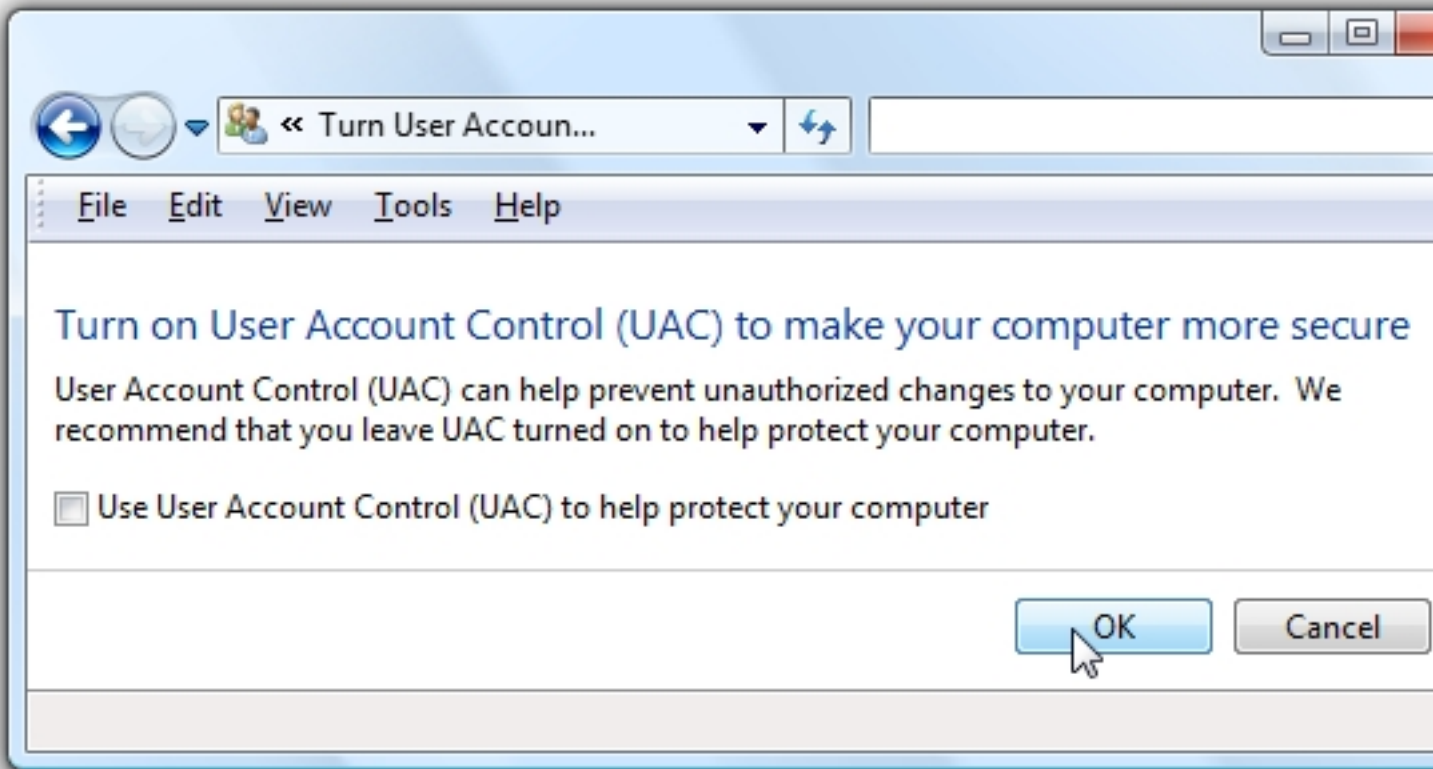 « Turn User Accoun...
File Edit View Tools Help
Turn on User Account Control (UAC) to make your computer more secure
User Account Control (UAC) can help prevent unauthorized changes to your computer.  We
recommend that you leave UAC turned on to help protect your computer.
Use User Account Control (UAC) to help protect your computer
OK Cancel